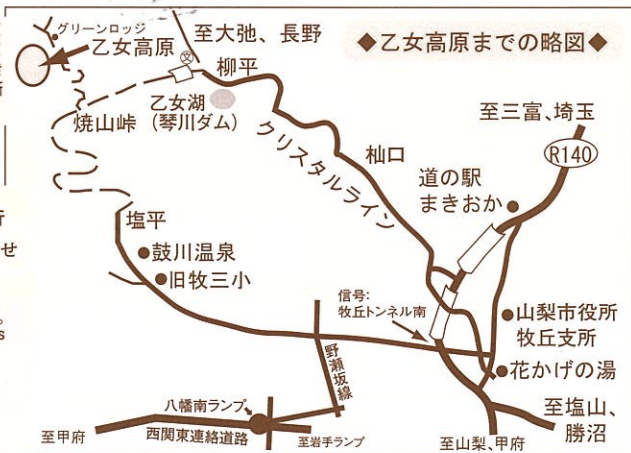 ◆乙女高原までの略図◆
グリーンロッジ
乙女高原
至大弛、長野
柳平
乙女湖
(琴川ダム)
焼山峠
クリスタルライン
杣口
至三富、埼玉
R140
道の駅
まきおか
塩平
鼓川温泉
旧牧三小
信号:
牧丘トンネル南
山梨市役所
牧丘支所
花かげの湯
野瀬坂線
八幡南ランプ
至甲府
西関東連絡道路
至岩手ランプ
至山梨、甲府
至塩山、
勝沼
行
せ
。
s